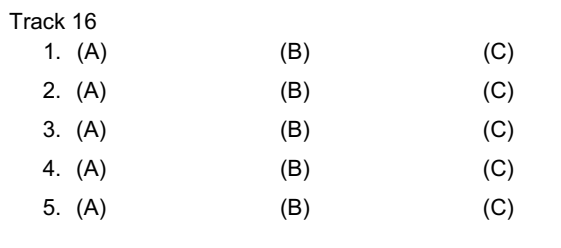 Track 16
1. (A) (B) (C)
2. (A) (B) (C)
3. (A) (B) (C)
4. (A) (B) (C)
5. (A) (B) (C)